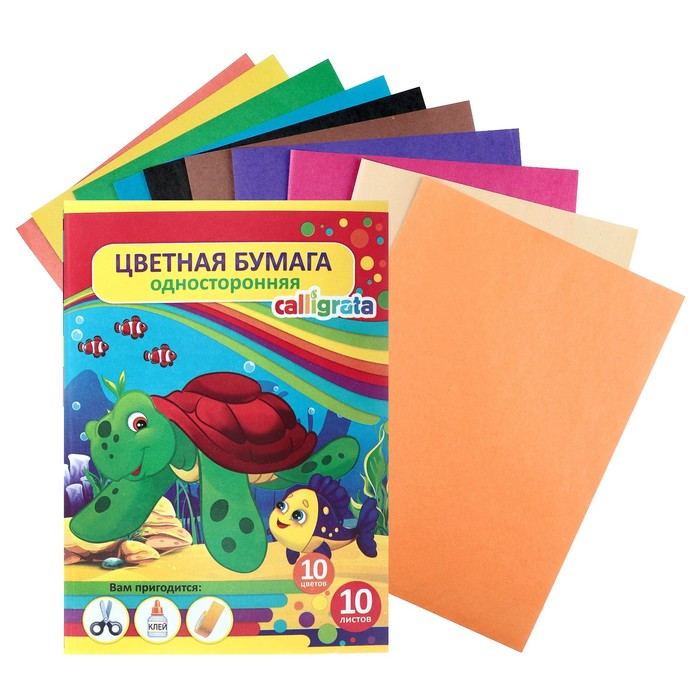 ЦВЕТНАЯ БУМАГА
односторонняя
calligrata
10
цветов
Вам пригодится:
10
листов
КЛЕЙ